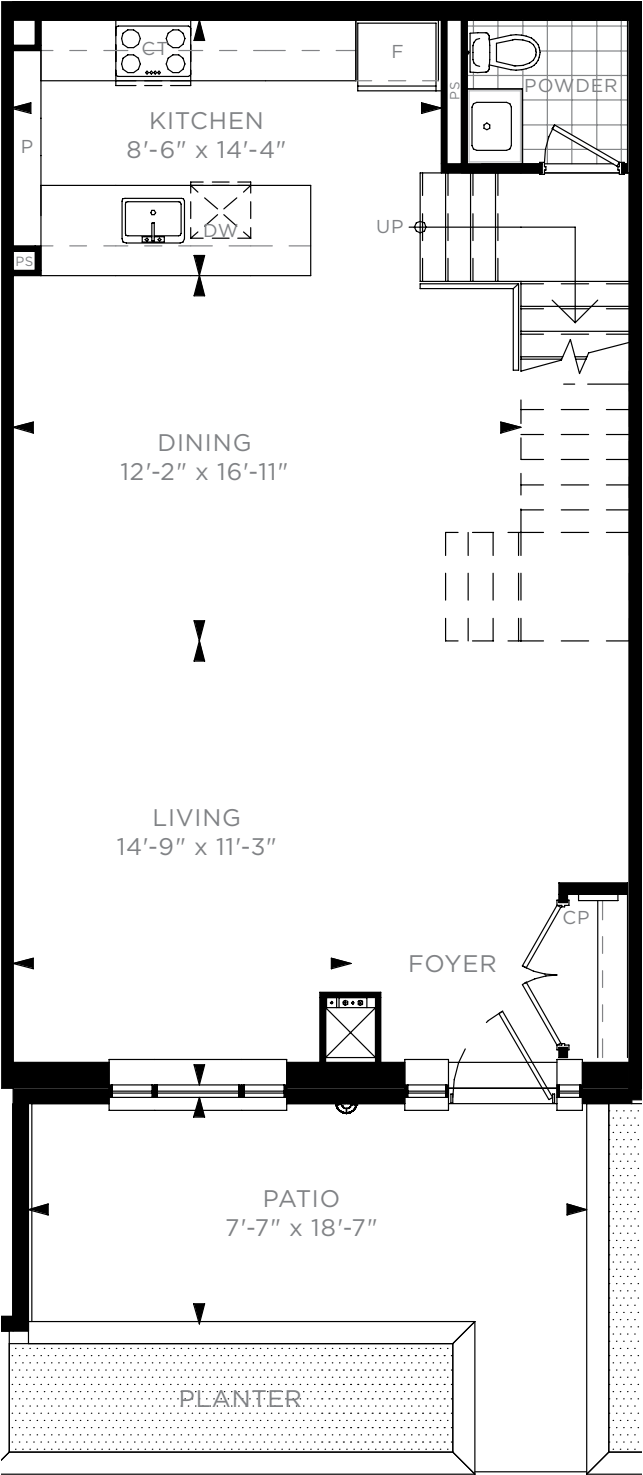 CT
F
PS
POWDER
KITCHEN
8'-6" x 14'-4"
P
DW
UP
PS
DINING
12'-2" x 16'-11"
LIVING
14'-9" x 11'-3"
CP
FOYER
PATIO
7'-7" x 18'-7"
PLANTER